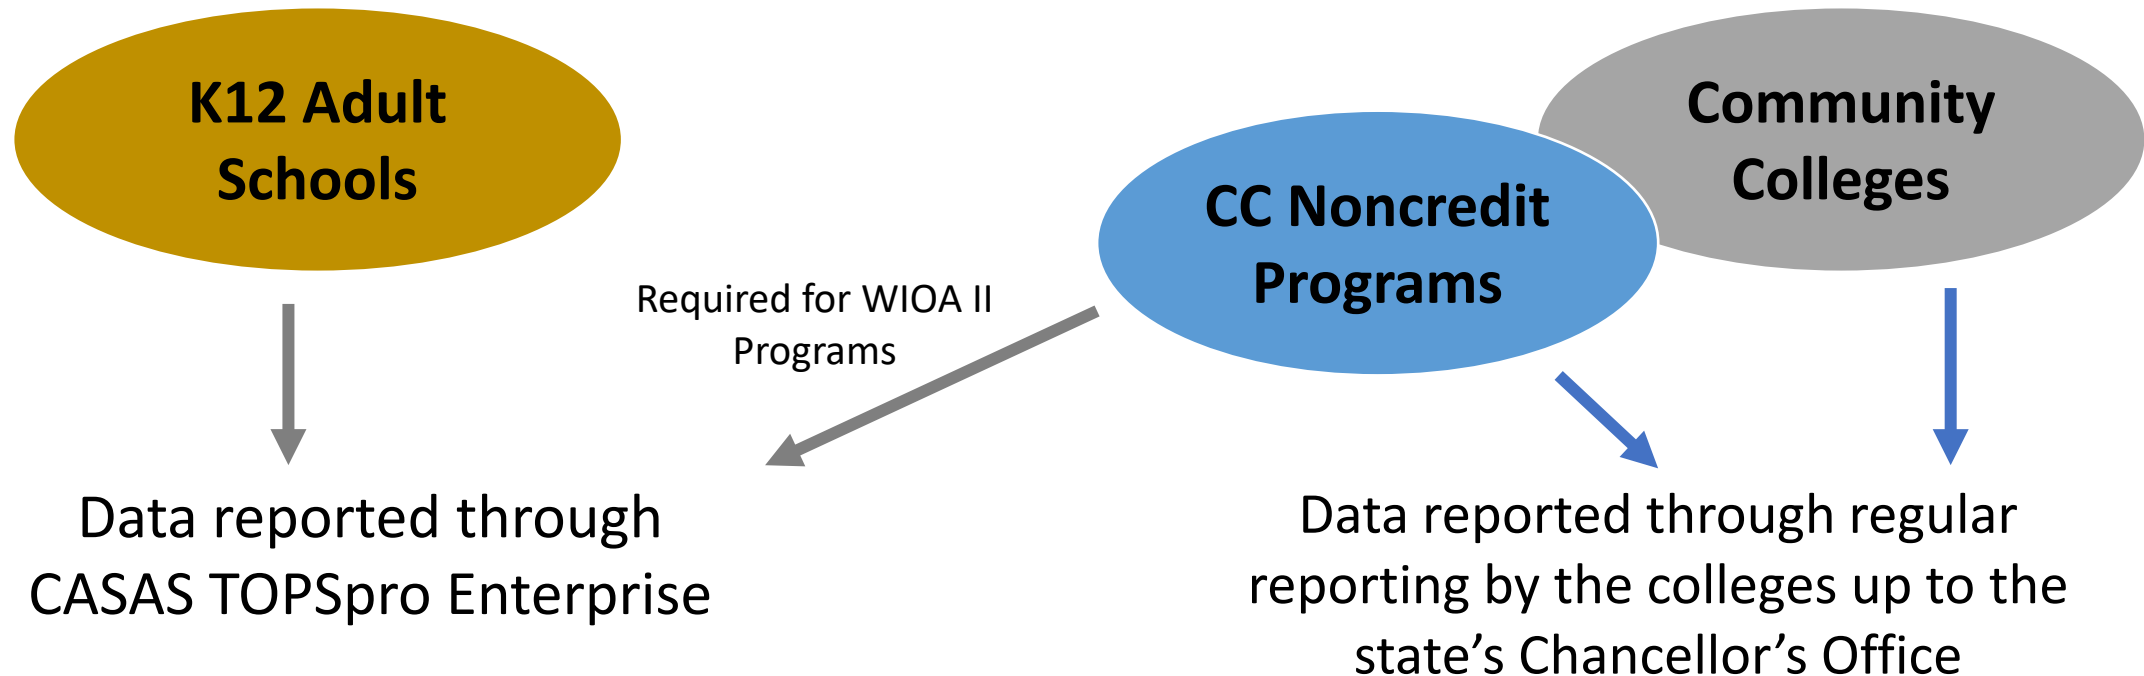 K12 Adult
Schools
Community
Colleges
CC Noncredit
Programs
Required for WIOA II
Programs
Data reported through
CASAS TOPSpro Enterprise
Data reported through regular
reporting by the colleges up to the
state’s Chancellor’s Office